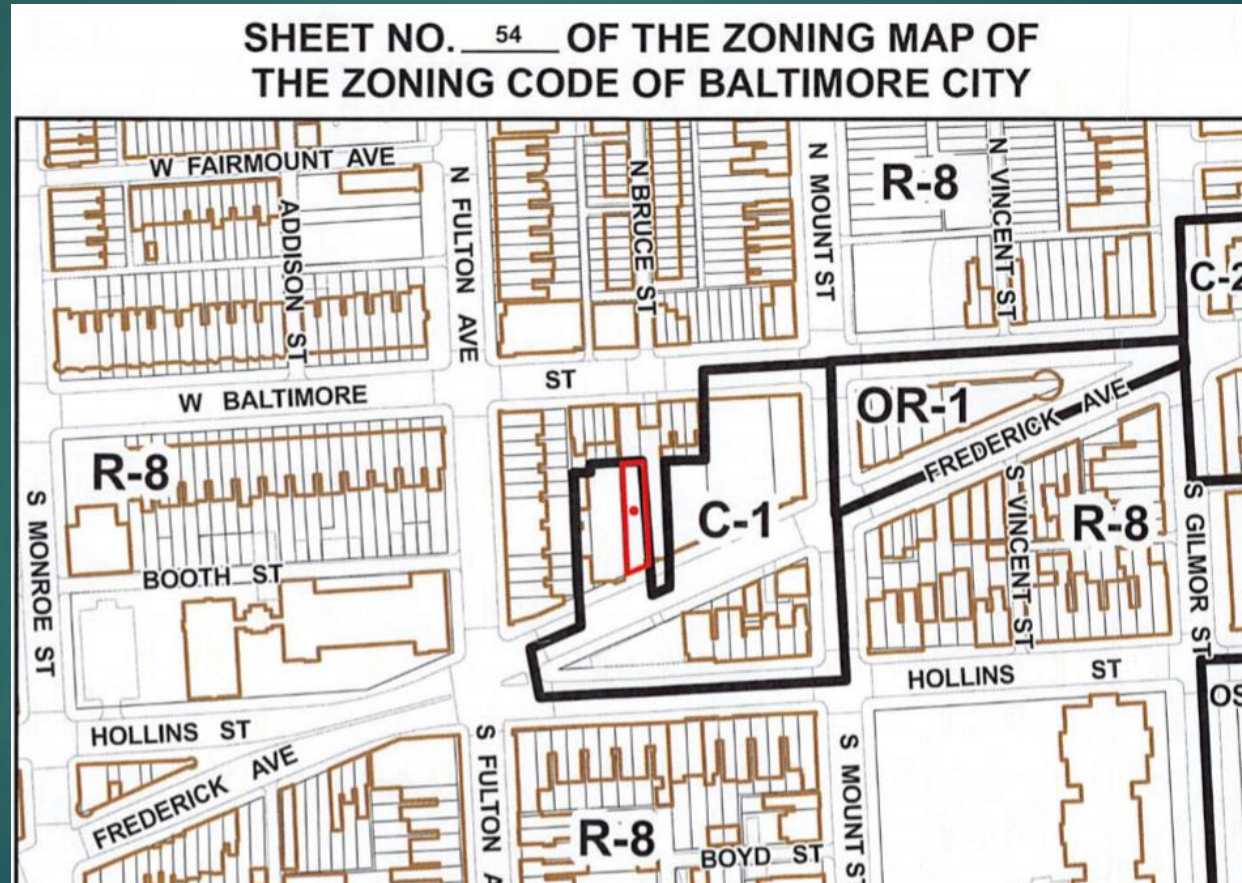 SHEET NO. 54 OF THE ZONING MAP OF
THE ZONING CODE OF BALTIMORE CITY
W FAIRMOUNT AVE
ADDISON ST
N FULTON AVE
N BRUCE ST
N MOUNT ST
R-8
N VINCENT ST
C-2
W BALTIMORE ST
OR-1
FREDERICK AVE
R-8
S MONROE ST
C-1
S VINCENT ST
R-8
S GILMOR ST
BOOTH ST
HOLLINS ST
OS
HOLLINS ST
FREDERICK AVE
S FULTON A
S MOUNT ST
R-8
BOYD ST